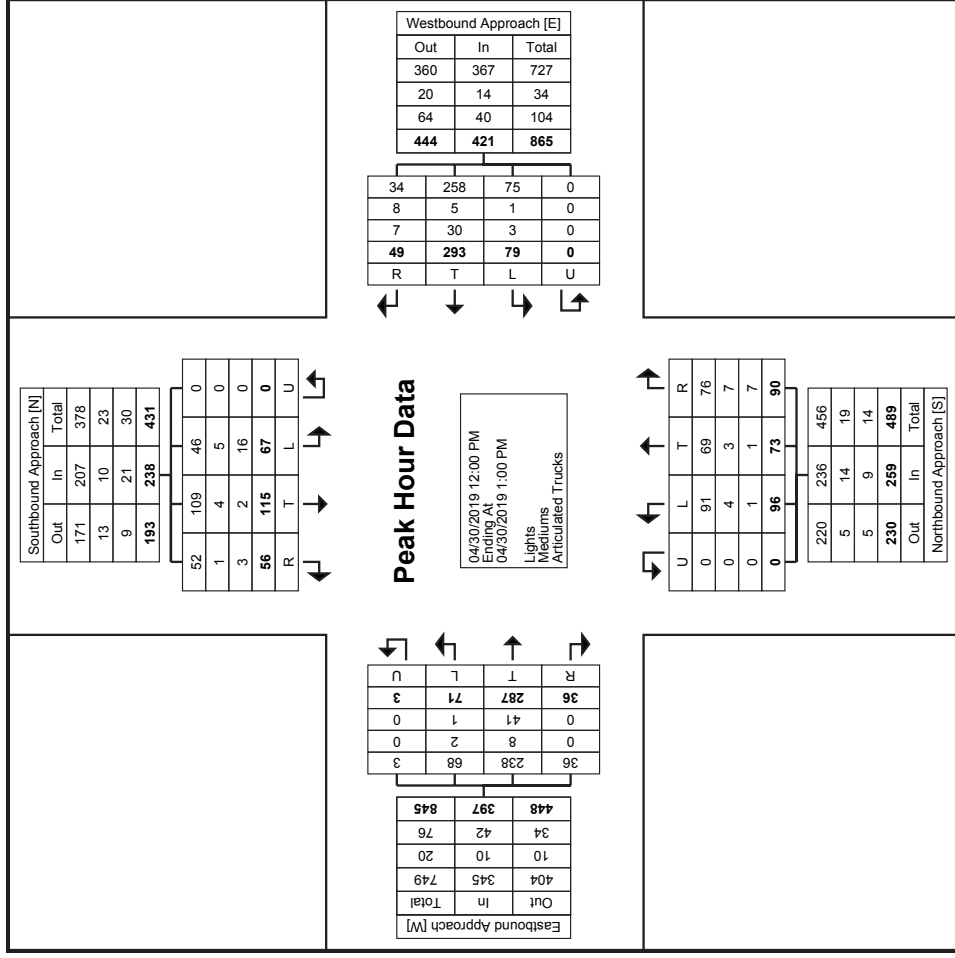 Westbound Approach [E]
Out In Total
360 367 727
20 14 34
64 40 104
444 421 865
34 258 75 0
8 5 1 0
7 30 3 0
49 293 79 0
R T L U
Southbound Approach [N]
Out In Total
171 207 378
13 10 23
9 21 30
193 238 431
52 109 46 0
1 4 5 0
3 2 16 0
56 115 67 0
R T L U
Peak Hour Data
04/30/2019 12:00 PM
Ending At
04/30/2019 1:00 PM
Lights
Mediums
Articulated Trucks
U L T R
0 91 69 76
0 4 3 7
0 1 1 7
0 96 73 90
220 236 456
5 14 19
5 9 14
230 259 489
Out In Total
Northbound Approach [S]
Eastbound Approach [W]
Out In Total
404 345 749
10 10 20
34 42 76
448 397 845
36 238 68 3
0 8 2 0
0 41 1 0
36 287 71 3
R T L U